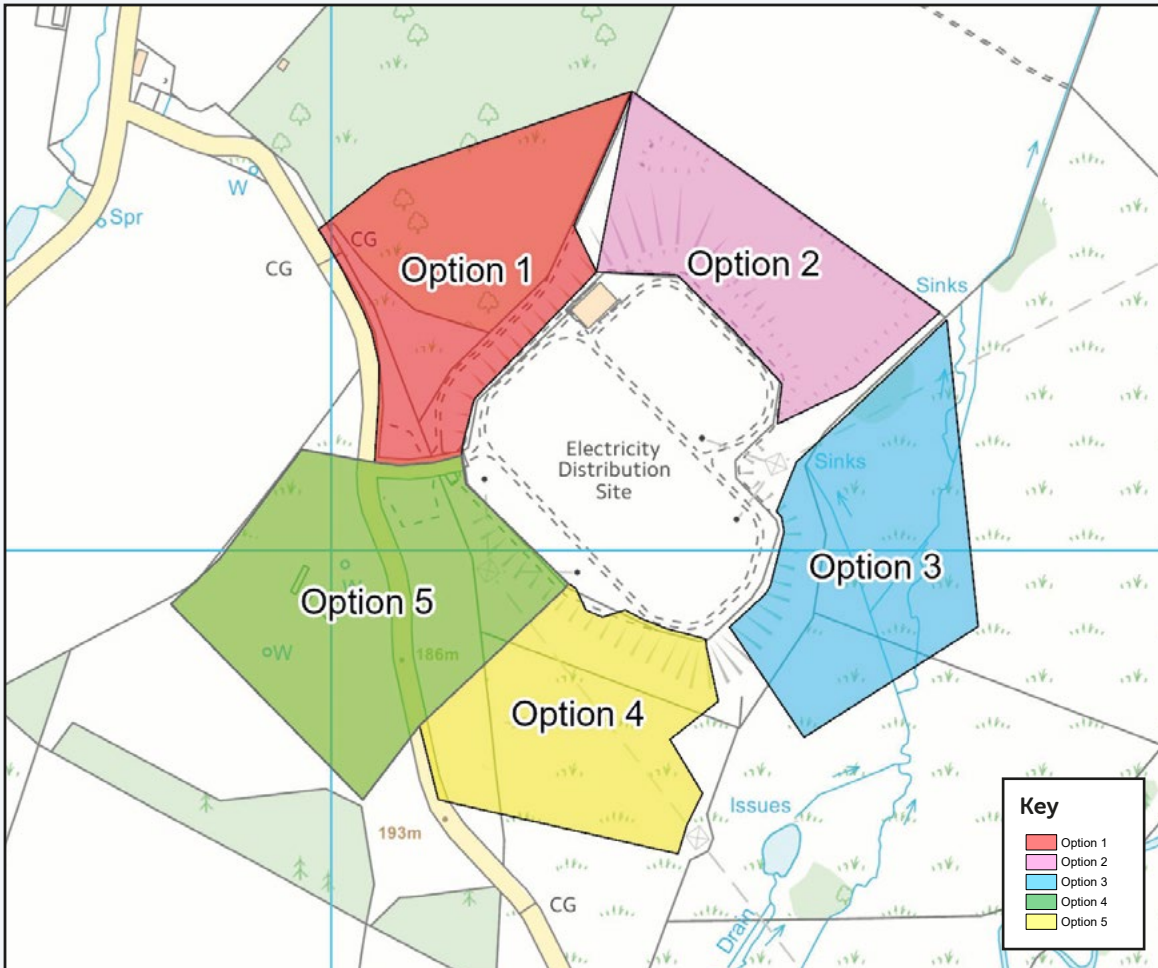 W
Spr
CG
CG
Option 1
Option 2
Sinks
Electricity
Distribution
Site
Sinks
Option 3
W
Option 5
W
186m
Option 4
Issues
193m
CG
Drain
Key
Option 1
Option 2
Option 3
Option 4
Option 5